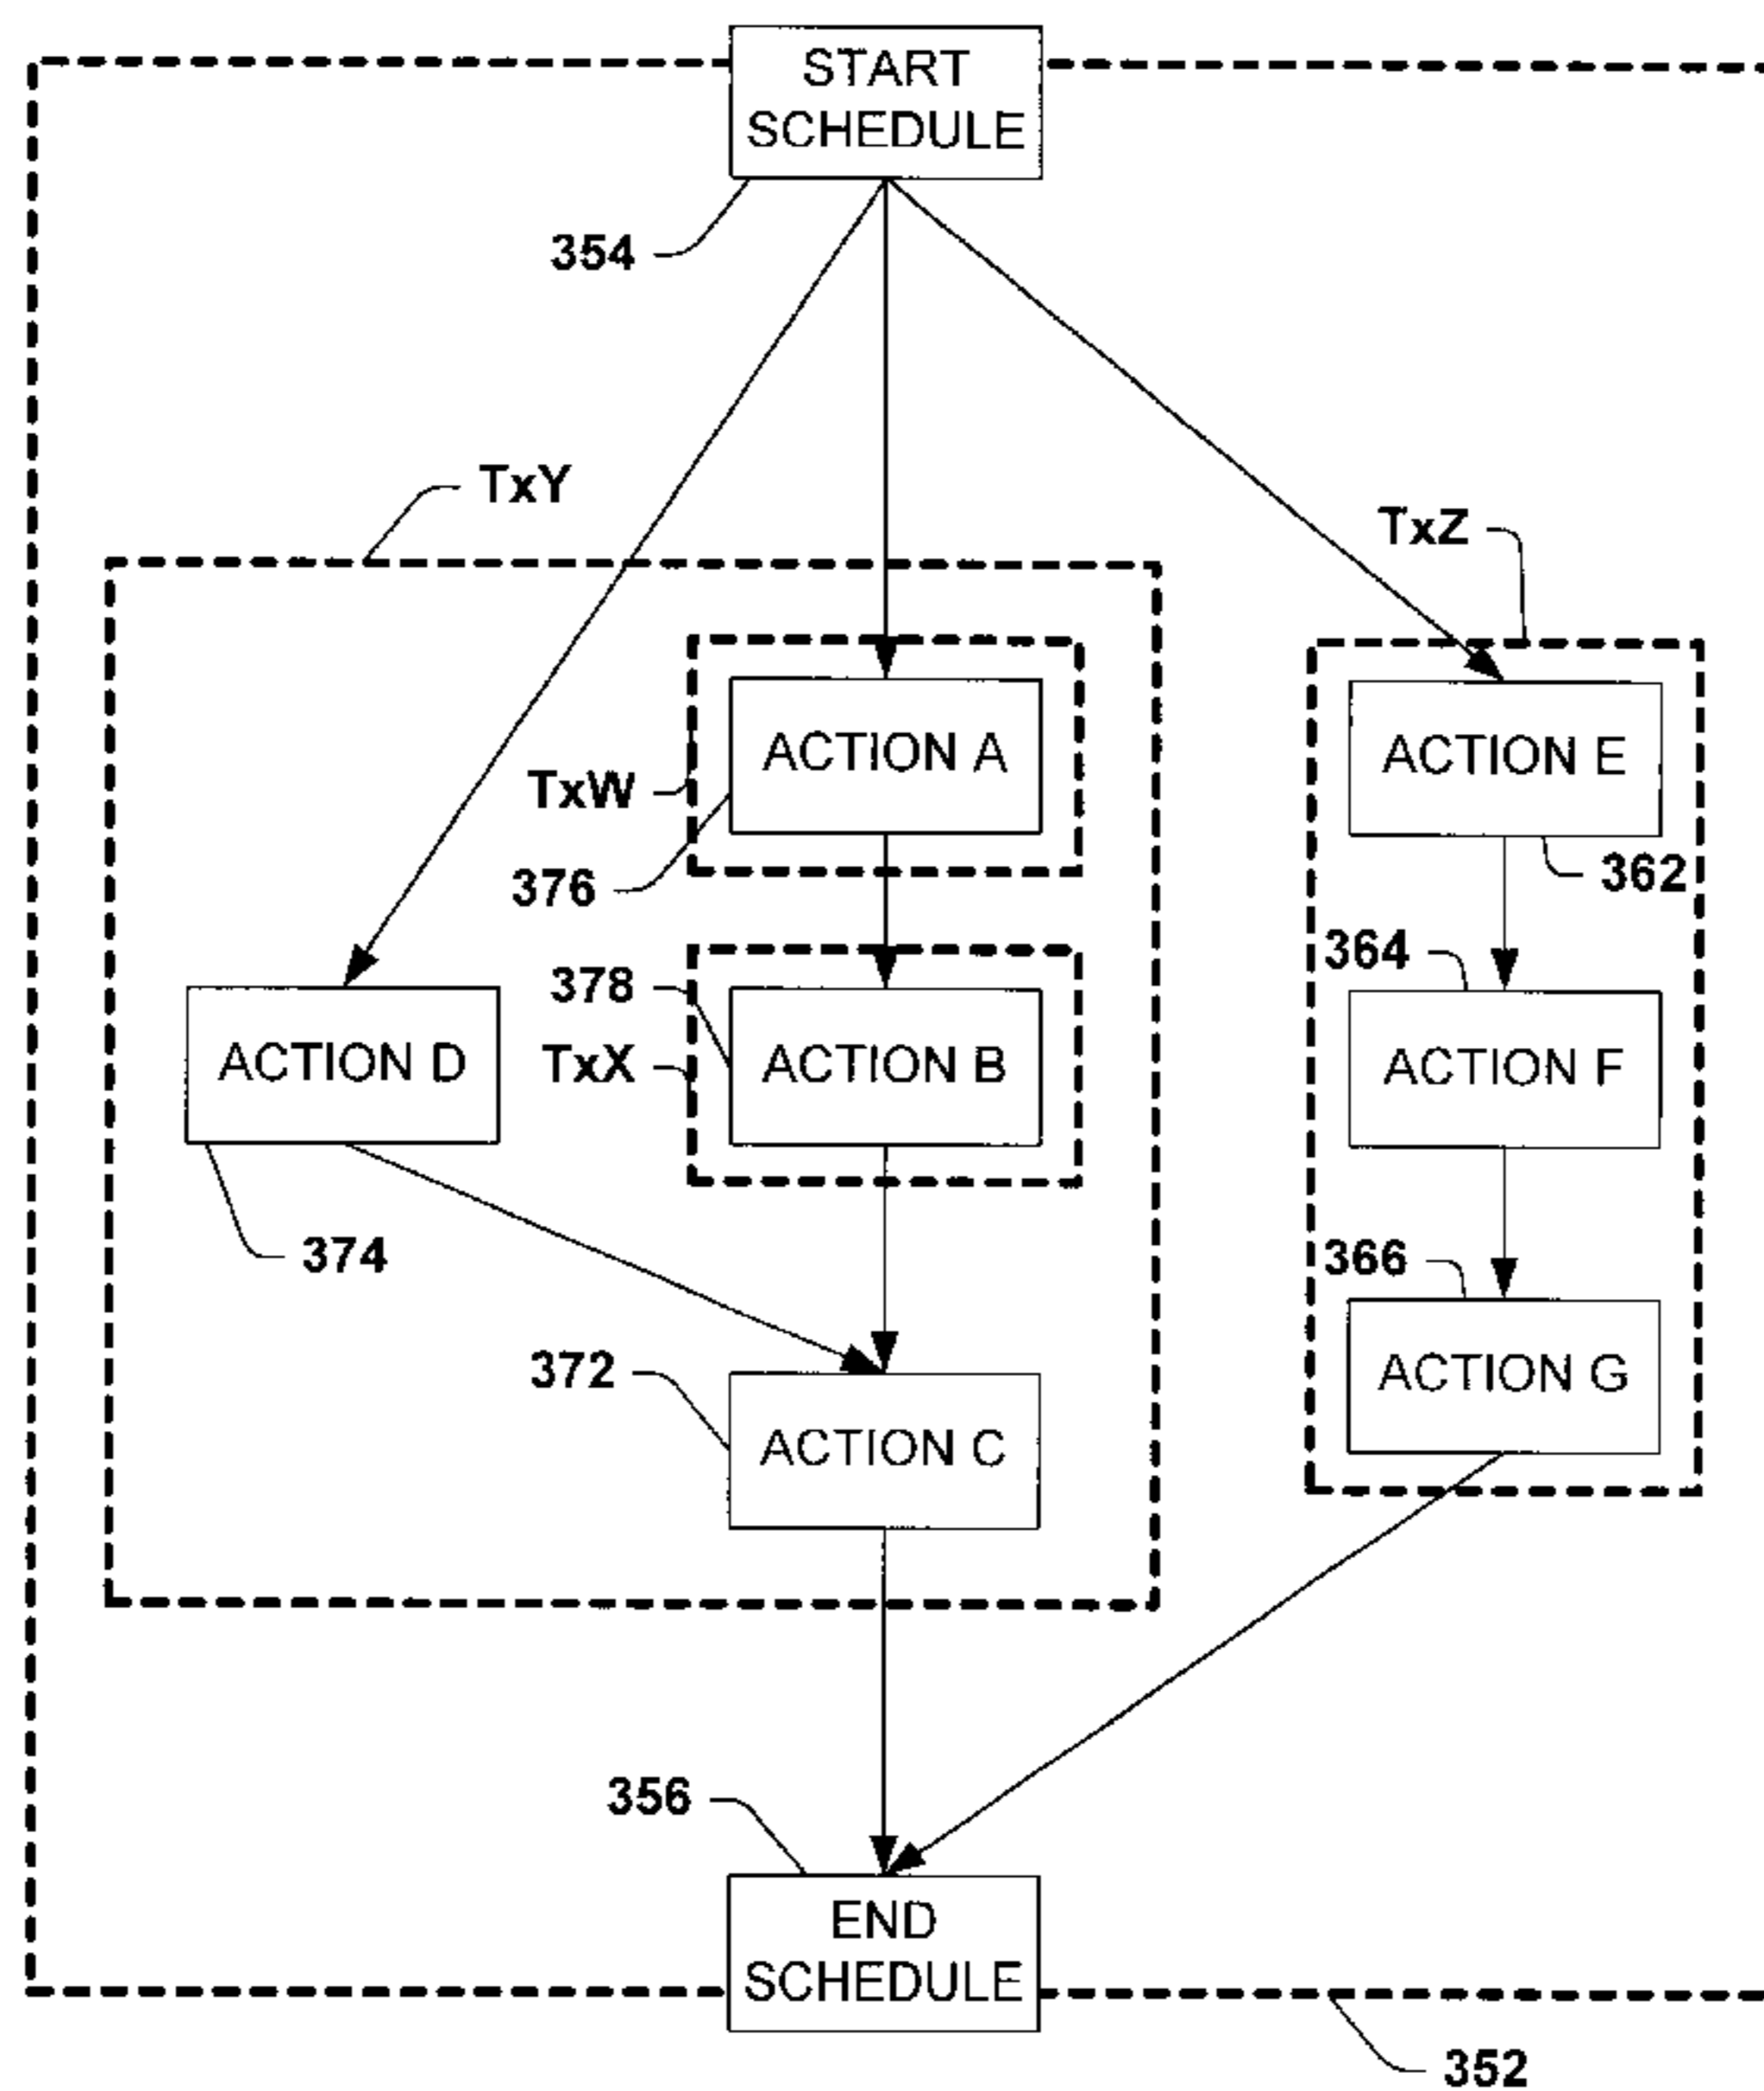 START
SCHEDULE
354
TxY
TxZ
ACTION A
ACTION E
TxW
376
362
364
378
ACTION D
TxX
ACTION B
ACTION F
374
366
372
ACTION G
ACTION C
356
END
SCHEDULE
352